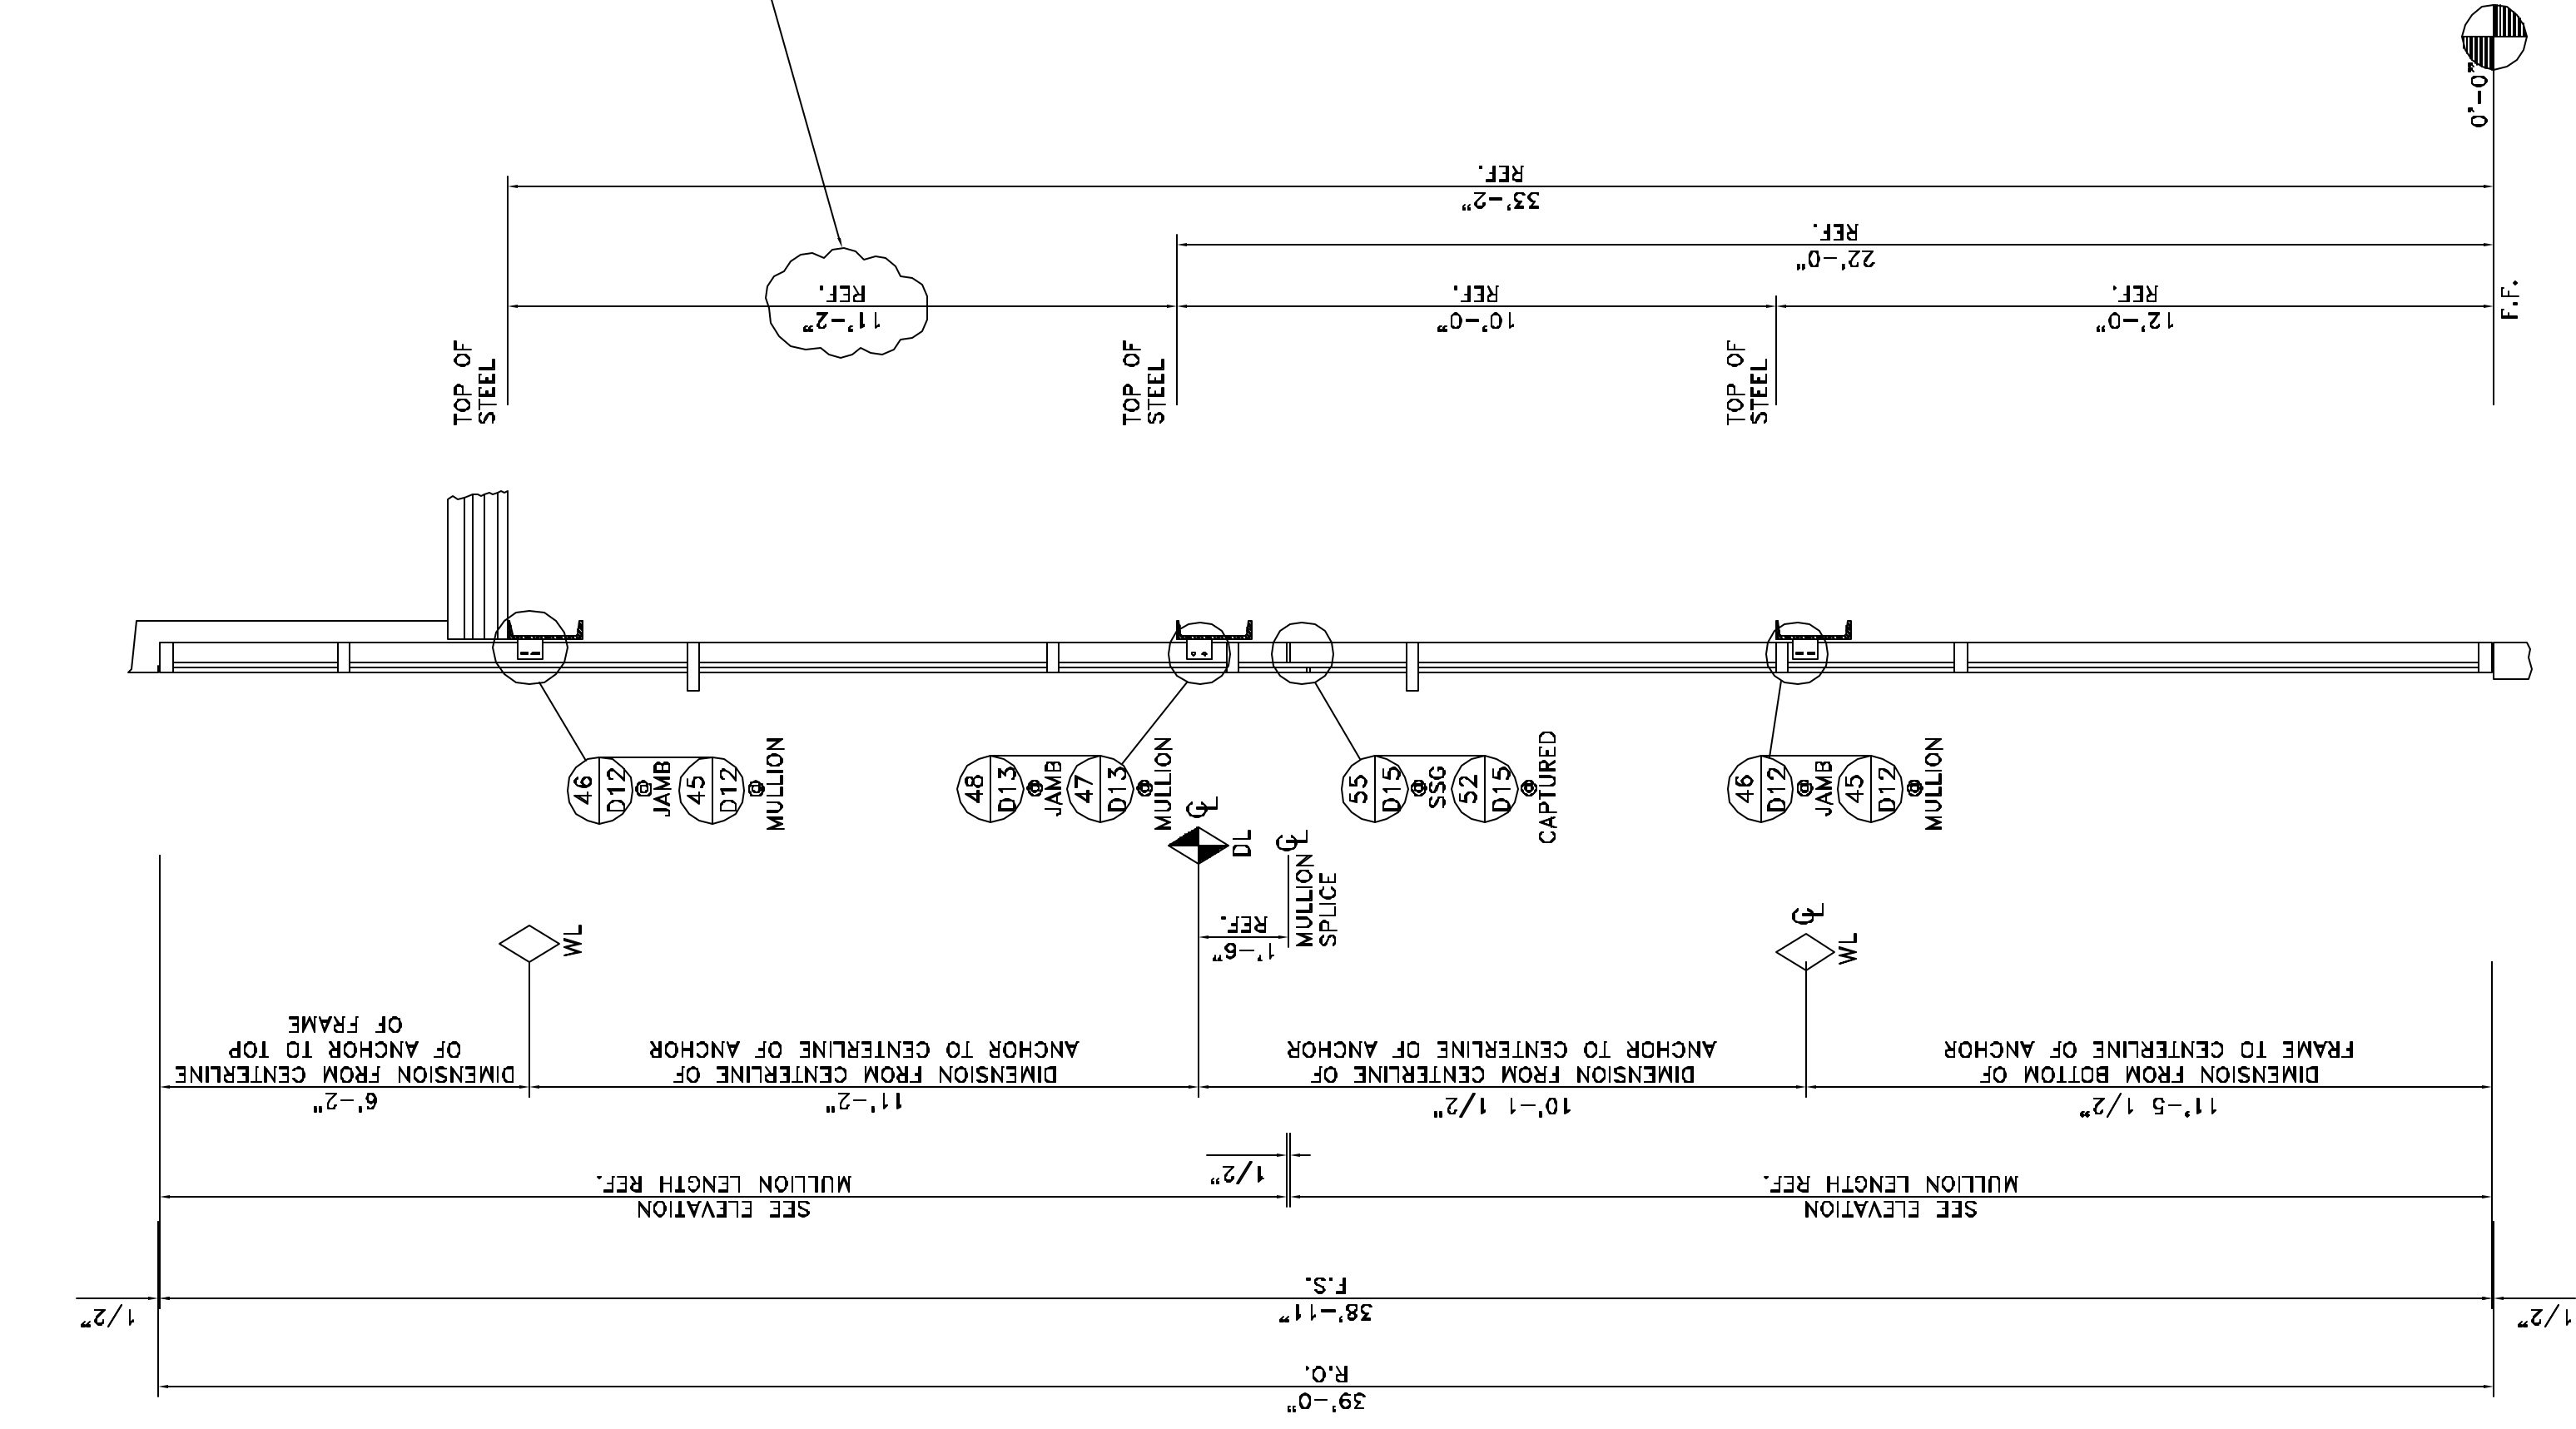 0'-0"
REF.
33'-2"
REF.
22'-0"
REF.
11'-2"
REF.
10'-0"
REF.
12'-0"
F.F.
TOP OF
STEEL
TOP OF
STEEL
TOP OF
STEEL
46
D12
@
JAMB
45
D12
@
MULLION
48
D13
@
JAMB
47
D13
@
MULLION
55
D15
@
SSG
52
D15
@
CAPTURED
46
D12
@
JAMB
45
D12
@
MULLION
CL
DL
CL
MULLION
SPLICE
1'-6"
REF.
WL
CL
WL
6'-2"
DIMENSION FROM CENTERLINE
OF ANCHOR TO TOP
OF FRAME
11'-2"
DIMENSION FROM CENTERLINE OF
ANCHOR TO CENTERLINE OF ANCHOR
10'-1 1/2"
DIMENSION FROM CENTERLINE OF
ANCHOR TO CENTERLINE OF ANCHOR
11'-5 1/2"
DIMENSION FROM BOTTOM OF
FRAME TO CENTERLINE OF ANCHOR
1/2"
SEE ELEVATION
MULLION LENGTH REF.
SEE ELEVATION
MULLION LENGTH REF.
1/2"
38'-11"
F.S.
1/2"
39'-0"
R.O.